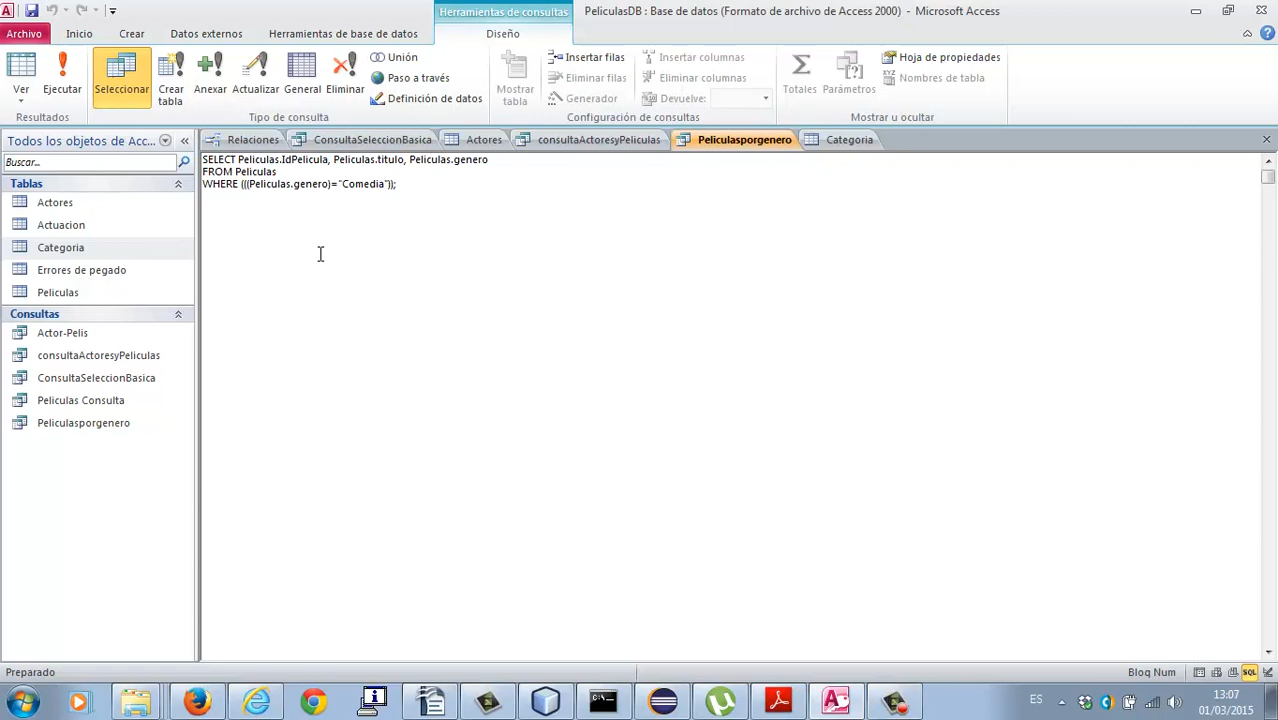 Herramientas de consultas
PeliculasDB : Base de datos (Formato de archivo de Access 2000) - Microsoft Access
Archivo
Inicio
Crear
Datos externos
Herramientas de base de datos
Diseño
Ver
Ejecutar
Seleccionar
Crear tabla
Anexar
Actualizar
General
Eliminar
Unión
Paso a través
Definición de datos
Mostrar tabla
Insertar filas
Eliminar filas
Generador
Insertar columnas
Eliminar columnas
Devuelve:
Totales
Parámetros
Hoja de propiedades
XYZ Nombres de tabla
Resultados
Tipo de consulta
Configuración de consultas
Mostrar u ocultar
Todos los objetos de Acc...
Relaciones
ConsultaSeleccionBasica
Actores
consultaActoresyPeliculas
Peliculasporgenero
Categoria
Buscar...
Tablas
Actores
Actuacion
Categoria
Errores de pegado
Peliculas
Consultas
Actor-Pelis
consultaActoresyPeliculas
ConsultaSeleccionBasica
Peliculas Consulta
Peliculasporgenero
SELECT Peliculas.IdPelicula, Peliculas.titulo, Peliculas.genero
FROM Peliculas
WHERE (((Peliculas.genero)="Comedia"));
Preparado
Bloq Num
SQL
ES
13:07
01/03/2015